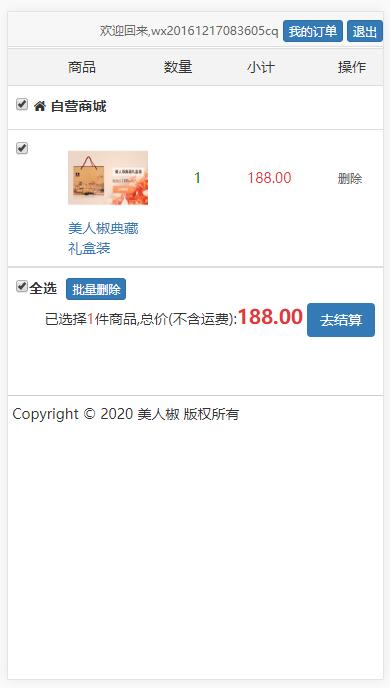 欢迎回来,wx20161217083605cq 我的订单 退出
商品 数量 小计 操作
自营商城
1 188.00 删除
美人椒典藏
礼盒装
全选 批量删除
已选择1件商品,总价(不含运费):188.00 去结算
Copyright © 2020 美人椒 版权所有